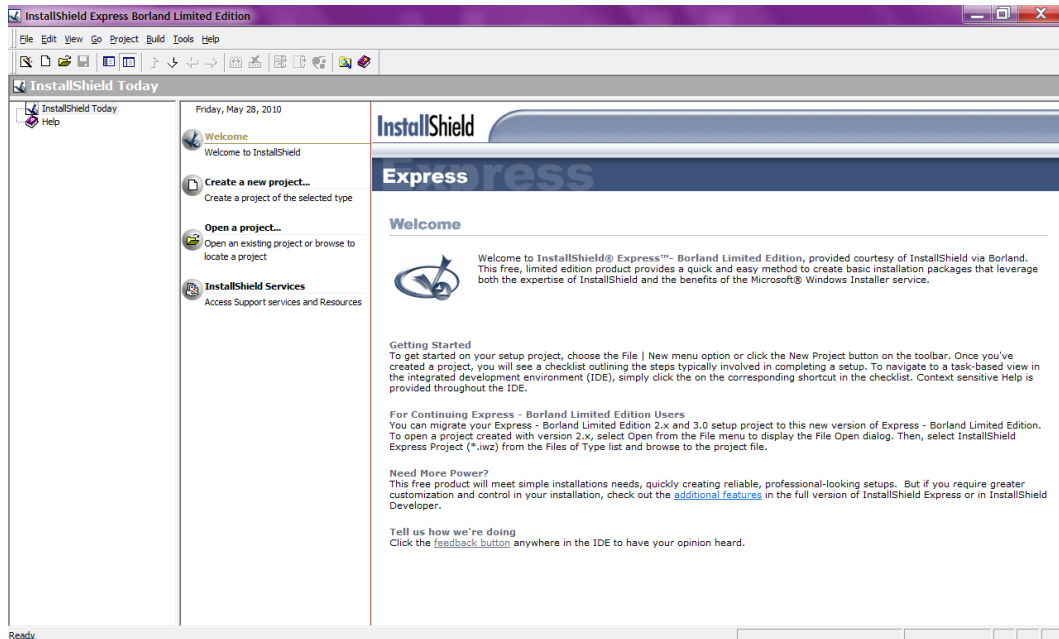 InstallShield Express Borland Limited Edition
File Edit View Go Project Build Tools Help
InstallShield Today
InstallShield Today
Help
Friday, May 28, 2010
Welcome
Welcome to InstallShield
Create a new project...
Create a project of the selected type
Open a project...
Open an existing project or browse to
locate a project
InstallShield Services
Access Support services and Resources
InstallShield
Express
Express
Welcome
Welcome to InstallShield® Express™- Borland Limited Edition, provided courtesy of InstallShield via Borland.
This free, limited edition product provides a quick and easy method to create basic installation packages that leverage
both the expertise of InstallShield and the benefits of the Microsoft® Windows Installer service.
Getting Started
To get started on your setup project, choose the File | New menu option or click the New Project button on the toolbar. Once you've
created a project, you will see a checklist outlining the steps typically involved in completing a setup. To navigate to a task-based view in
the integrated development environment (IDE), simply click the on the corresponding shortcut in the checklist. Context sensitive Help is
provided throughout the IDE.
For Continuing Express - Borland Limited Edition Users
You can migrate your Express - Borland Limited Edition 2.x and 3.0 setup project to this new version of Express - Borland Limited Edition.
To open a project created with version 2.x, select Open from the File menu to display the File Open dialog. Then, select InstallShield
Express Project (*.iwz) from the Files of Type list and browse to the project file.
Need More Power?
This free product will meet simple installations needs, quickly creating reliable, professional-looking setups. But if you require greater
customization and control in your installation, check out the additional features in the full version of InstallShield Express or in InstallShield
Developer.
Tell us how we're doing
Click the feedback button anywhere in the IDE to have your opinion heard.
Ready